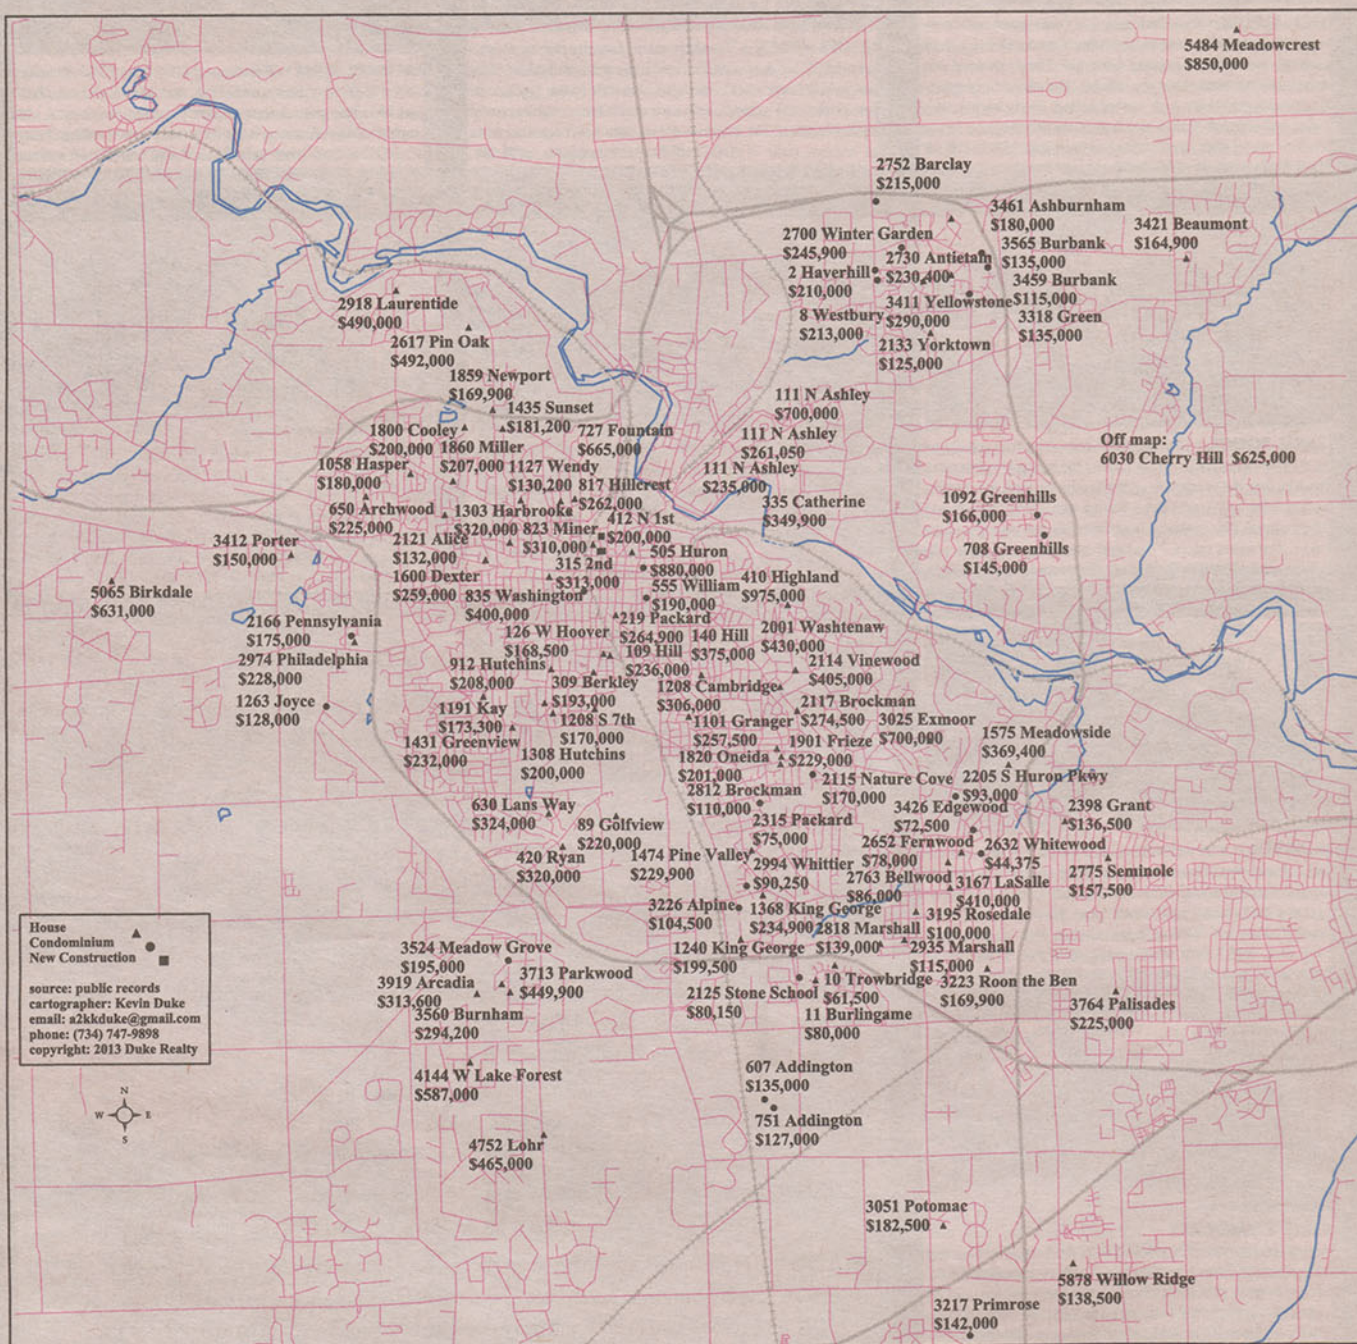 5484 Meadowcrest
$850,000
2752 Barclay
$215,000
3461 Ashburnham
$180,000
3421 Beaumont
$164,900
2700 Winter Garden
$245,900
3565 Burbank
$135,000
2730 Antietam
$230,400
2 Haverhill
$210,000
3459 Burbank
$115,000
3411 Yellowstone
$290,000
3318 Green
$135,000
8 Westbury
$213,000
2133 Yorktown
$125,000
2918 Laurentide
$490,000
2617 Pin Oak
$492,000
1859 Newport
$169,900
1435 Sunset
$181,200
111 N Ashley
$700,000
1800 Cooley
$200,000
727 Fountain
$665,000
111 N Ashley
$261,050
Off map:
6030 Cherry Hill $625,000
1860 Miller
$207,000
1058 Hasper
$180,000
1127 Wendy
$130,200
111 N Ashley
$235,000
817 Hillcrest
$262,000
1092 Greenhills
$166,000
650 Archwood
$225,000
1303 Harbrooke
$320,000
412 N 1st
$200,000
335 Catherine
$349,900
823 Miner
$310,000
3412 Porter
$150,000
2121 Alice
$132,000
505 Huron
$880,000
708 Greenhills
$145,000
315 2nd
$313,000
1600 Dexter
$259,000
410 Highland
$975,000
5065 Birkdale
$631,000
835 Washington
$400,000
555 William
$190,000
2166 Pennsylvania
$175,000
219 Packard
$264,900
126 W Hoover
$168,500
140 Hill
$375,000
2001 Washtenaw
$430,000
109 Hill
$236,000
2974 Philadelphia
$228,000
912 Hutchins
$208,000
2114 Vinewood
$405,000
309 Berkley
$193,000
1208 Cambridge
$306,000
1263 Joyce
$128,000
1191 Kay
$173,300
2117 Brockman
$274,500
1208 S 7th
$170,000
1101 Granger
$257,500
3025 Exmoor
$700,000
1575 Meadowside
$369,400
1431 Greenview
$232,000
1901 Frieze
$229,000
1308 Hutchins
$200,000
1820 Oneida
$201,000
2115 Nature Cove
$170,000
2205 S Huron Pkwy
$93,000
2812 Brockman
$110,000
630 Lans Way
$324,000
3426 Edgewood
$72,500
2398 Grant
$136,500
89 Golfview
$220,000
2315 Packard
$75,000
2652 Fernwood
$78,000
2632 Whitewood
$44,375
420 Ryan
$320,000
1474 Pine Valley
$229,900
2994 Whittier
$90,250
2775 Seminole
$157,500
2763 Bellwood
$86,000
3167 LaSalle
$410,000
3226 Alpine
$104,500
1368 King George
$234,900
3195 Rosedale
$100,000
2818 Marshall
$139,000
House
Condominium
New Construction
source: public records
cartographer: Kevin Duke
email: a2kkduke@gmail.com
phone: (734) 747-9898
copyright: 2013 Duke Realty
3524 Meadow Grove
$195,000
1240 King George
$199,500
2935 Marshall
$115,000
3713 Parkwood
$449,900
3919 Arcadia
$313,600
10 Trowbridge
$61,500
3223 Roon the Ben
$169,900
2125 Stone School
$80,150
3764 Palisades
$225,000
3560 Burnham
$294,200
11 Burlingame
$80,000
607 Addington
$135,000
4144 W Lake Forest
$587,000
N
W E
S
751 Addington
$127,000
4752 Lohr
$465,000
3051 Potomac
$182,500
5878 Willow Ridge
$138,500
3217 Primrose
$142,000